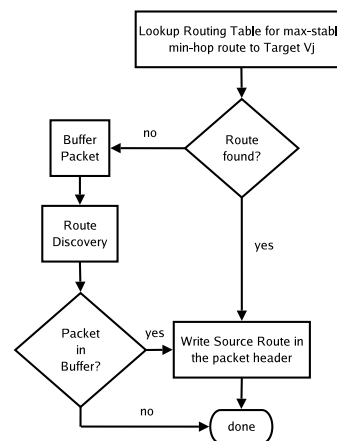 Lookup Routing Table for max-stabl
min-hop route to Target Vj
no
Buffer
Packet
Route
found?
Route
Discovery
yes
Packet
in
Buffer?
yes
Write Source Route in
the packet header
no
done